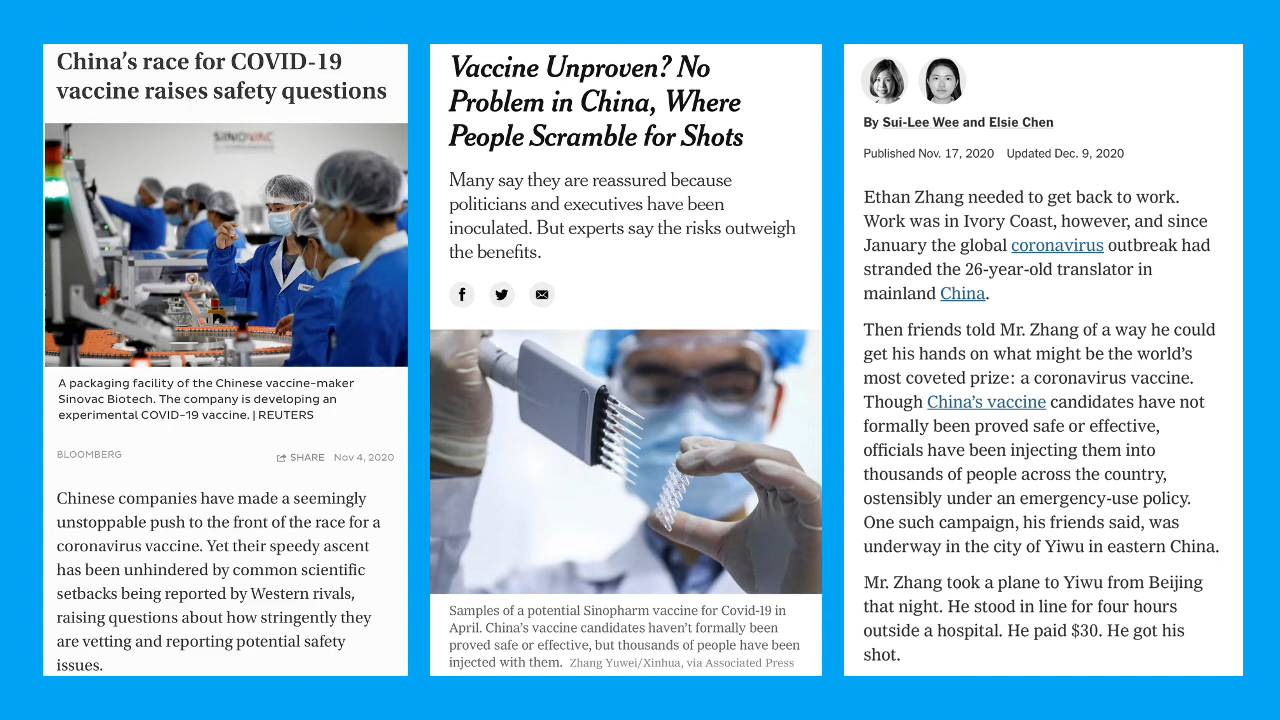 China's race for COVID-19
vaccine raises safety questions
SINOVAC
A packaging facility of the Chinese vaccine-maker
Sinovac Biotech. The company is developing an
experimental COVID-19 vaccine. | REUTERS
BLOOMBERG
SHARE Nov 4, 2020
Chinese companies have made a seemingly
unstoppable push to the front of the race for a
coronavirus vaccine. Yet their speedy ascent
has been unhindered by common scientific
setbacks being reported by Western rivals,
raising questions about how stringently they
are vetting and reporting potential safety
issues.
Vaccine Unproven? No
Problem in China, Where
People Scramble for Shots
Many say they are reassured because
politicians and executives have been
inoculated. But experts say the risks outweigh
the benefits.
Samples of a potential Sinopharm vaccine for Covid-19 in
April. China's vaccine candidates haven't formally been
proved safe or effective, but thousands of people have been
injected with them. Zhang Yuwei/Xinhua, via Associated Press
By Sui-Lee Wee and Elsie Chen
Published Nov. 17, 2020 Updated Dec. 9, 2020
Ethan Zhang needed to get back to work.
Work was in Ivory Coast, however, and since
January the global coronavirus outbreak had
stranded the 26-year-old translator in
mainland China.
Then friends told Mr. Zhang of a way he could
get his hands on what might be the world's
most coveted prize: a coronavirus vaccine.
Though China's vaccine candidates have not
formally been proved safe or effective,
officials have been injecting them into
thousands of people across the country,
ostensibly under an emergency-use policy.
One such campaign, his friends said, was
underway in the city of Yiwu in eastern China.
Mr. Zhang took a plane to Yiwu from Beijing
that night. He stood in line for four hours
outside a hospital. He paid $30. He got his
shot.